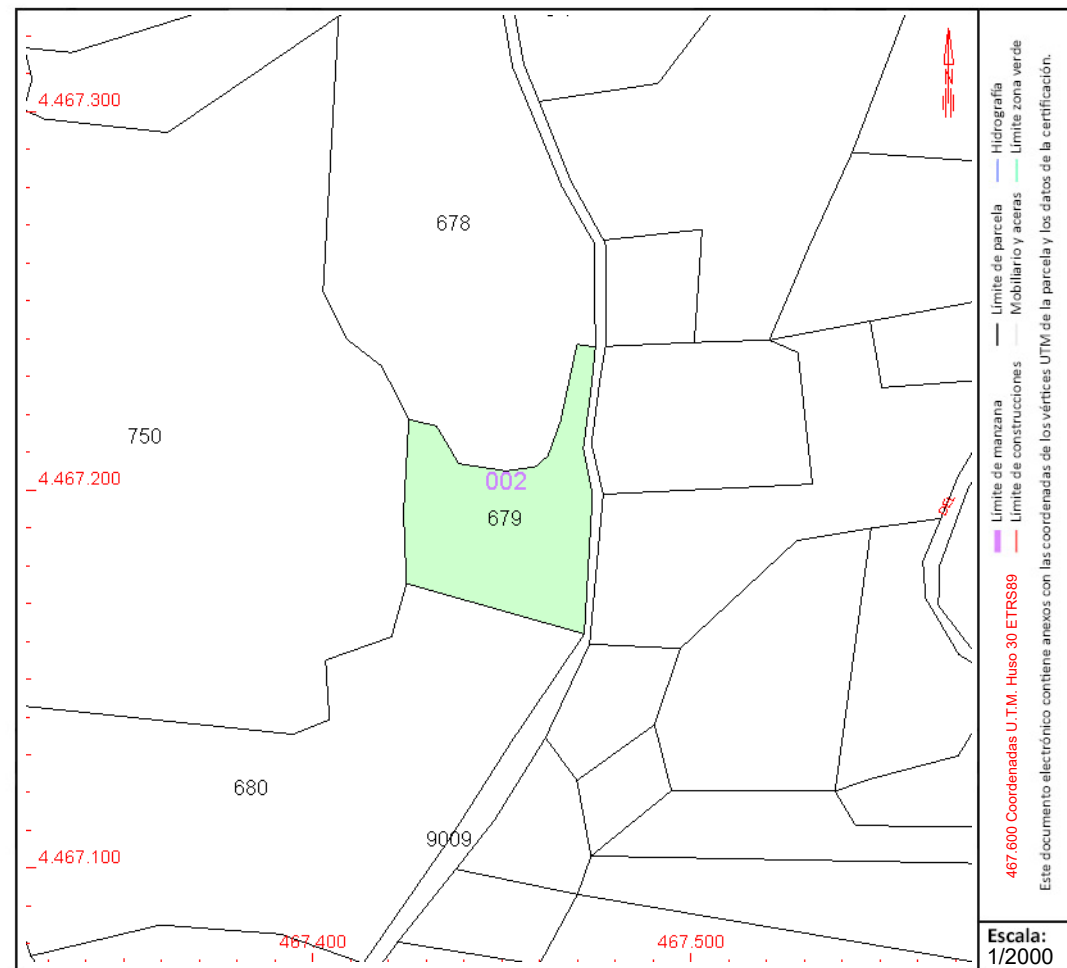 4.467.300
678
750
4.467.200
002
679
DEL
680
9009
4.467.100
467.400
467.500
N
Límite de manzana
Límite de parcela
Hidrografía
Límite de construcciones
Mobiliario y aceras
Límite zona verde
467.600 Coordenadas U.T.M. Huso 30 ETRS89
Este documento electrónico contiene anexos con las coordenadas de los vértices UTM de la parcela y los datos de la certificación.
Escala:
1/2000